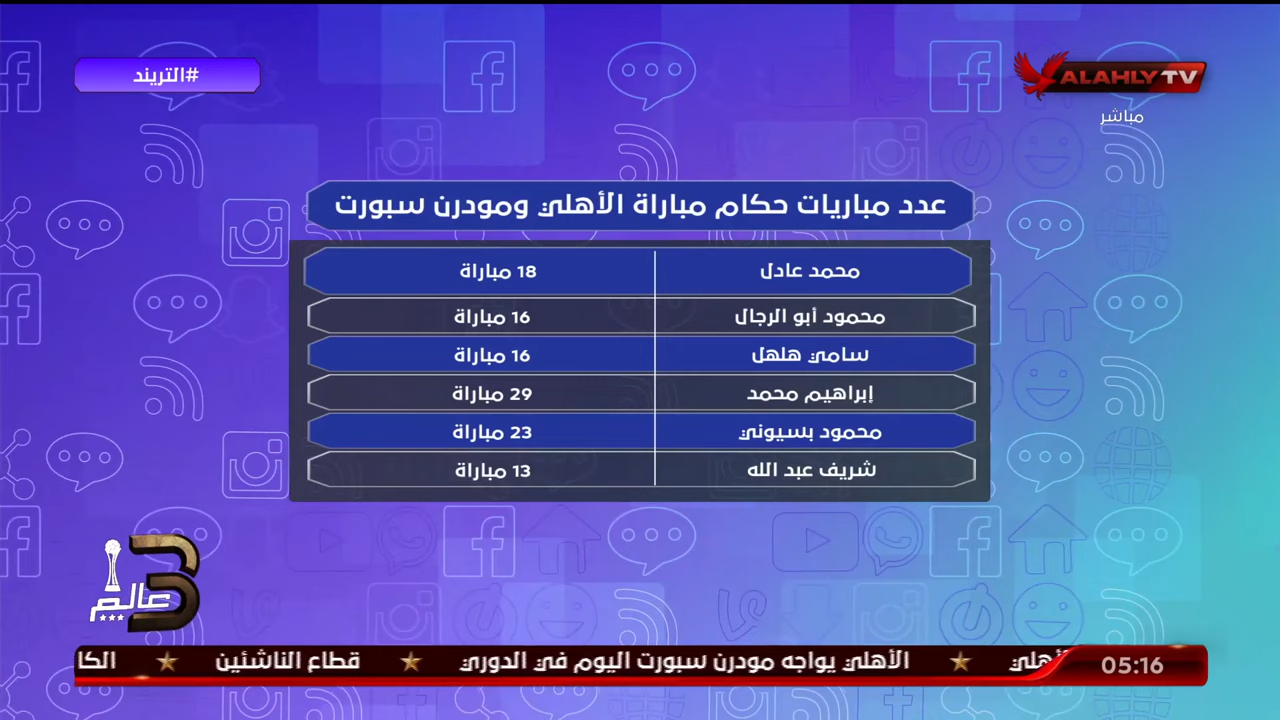 #التريند
ALAHLY TV
مباشر
عدد مباريات حكام مباراة الأهلي ومودرن سبورت
محمد عادل 18 مباراة
محمود أبو الرجال 16 مباراة
سامي هلهل 16 مباراة
إبراهيم محمد 29 مباراة
محمود بسيوني 23 مباراة
شريف عبد الله 13 مباراة
3 عالم
الأهلي يواجه مودرن سبورت اليوم في الدوري ★ قطاع الناشئين ★
05:16